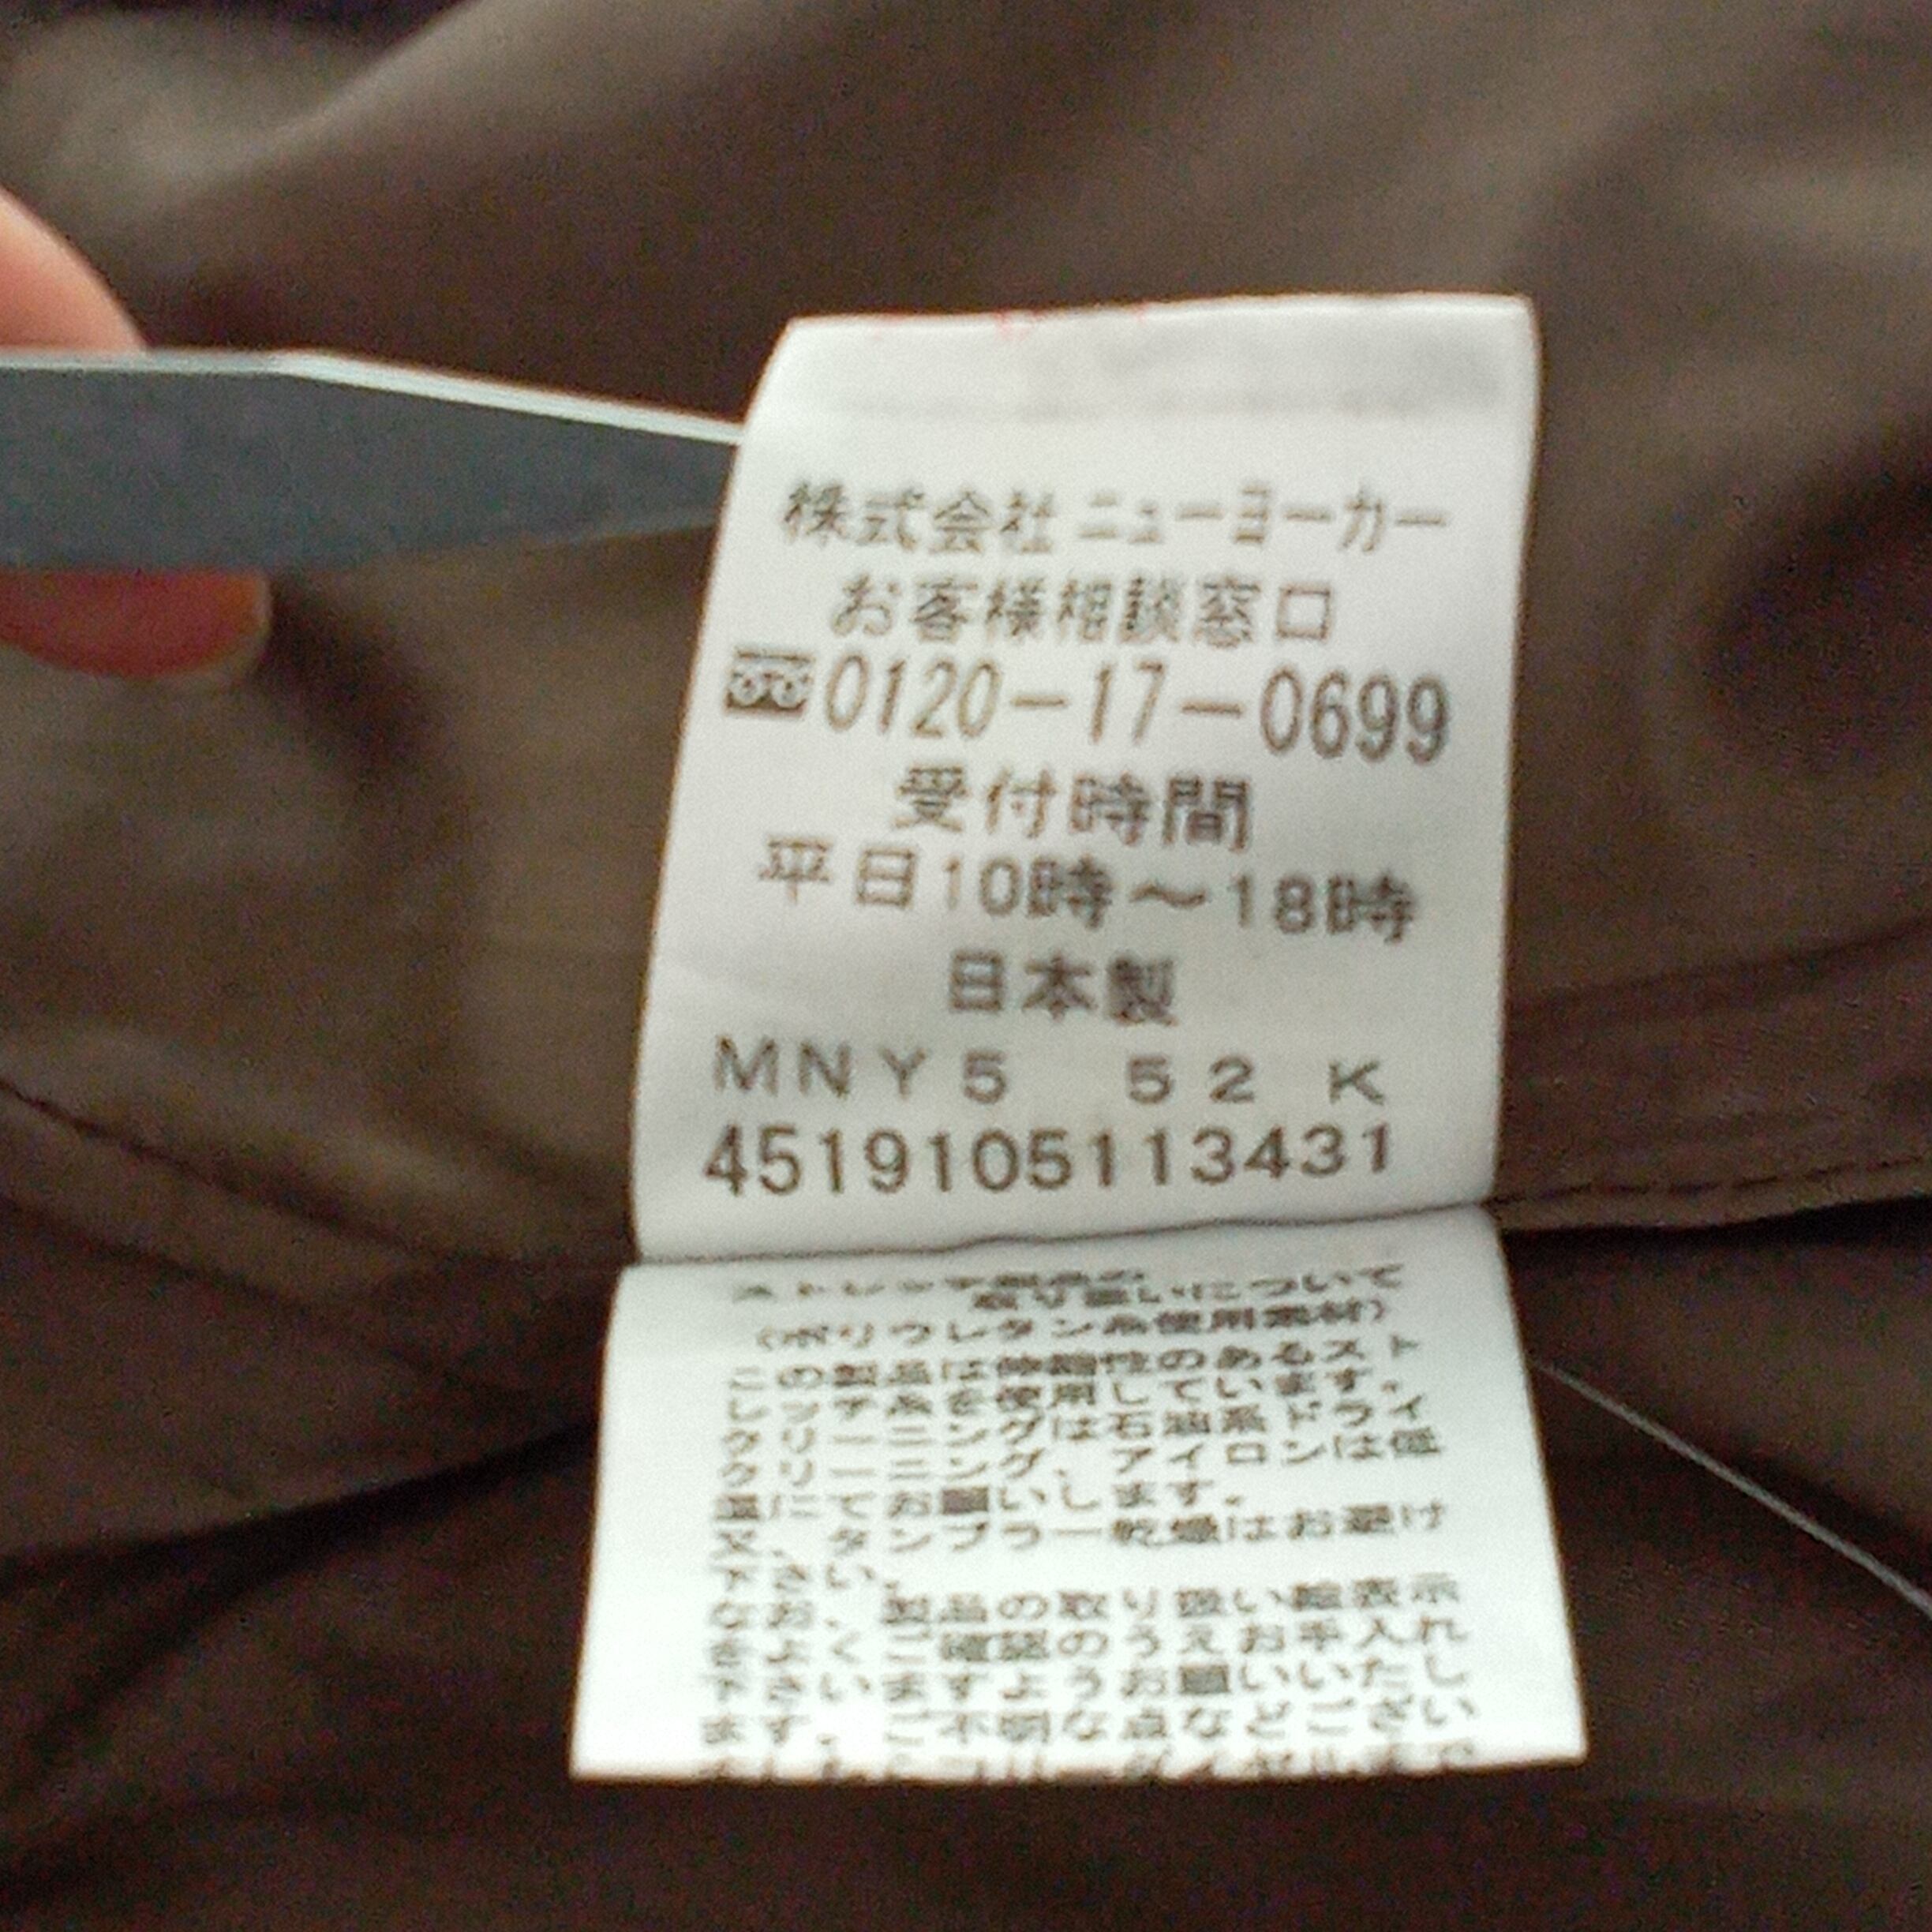 株式会社ニューヨーカー
お客様相談窓口
0120-17-0699
受付時間
平日10時〜18時
日本製
MNY5 52 K
4519105113431
ストレッチ製品の
取り扱いについて
(ポリウレタン糸使用素材)
この製品は伸縮性のあるスト
レッチ糸を使用しています。
クリーニングは石油系ドライ
クリーニング、アイロンは低
温にてお願いします。
又、タンブラー乾燥はお避け
下さい。
なお、製品の取り扱い絵表示
をよくご確認のうえお手入れ
下さいますようお願いいたし
ます。ご不明な点などござい